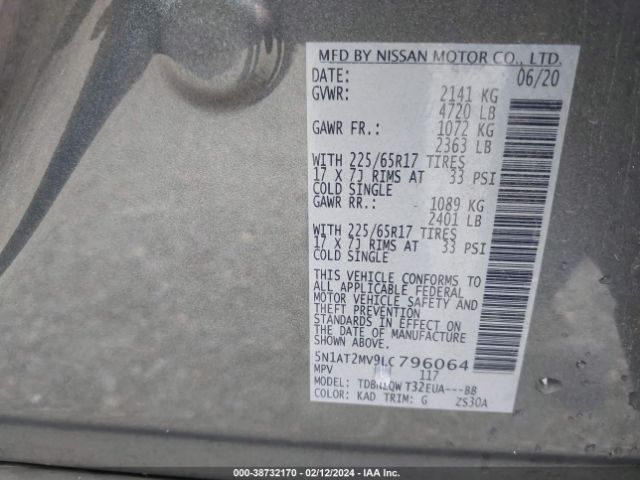 MFD BY NISSAN MOTOR CO., LTD.
DATE: 06/20
GVWR: 2141 KG
4720 LB
GAWR FR.: 1072 KG
2363 LB
WITH 225/65R17 TIRES
17 X 7J RIMS AT 33 PSI
COLD SINGLE
GAWR RR.: 1089 KG
2401 LB
WITH 225/65R17 TIRES
17 X 7J RIMS AT 33 PSI
COLD SINGLE
THIS VEHICLE CONFORMS TO
ALL APPLICABLE FEDERAL
MOTOR VEHICLE SAFETY AND
THEFT PREVENTION
STANDARDS IN EFFECT ON
THE DATE OF MANUFACTURE
SHOWN ABOVE.
5N1AT2MV9LC796064
MPV 117
MODEL: T32EUA---BB
COLOR: KAD TRIM: G ZS30A
000-38732170 - 02/12/2024 - IAA Inc.